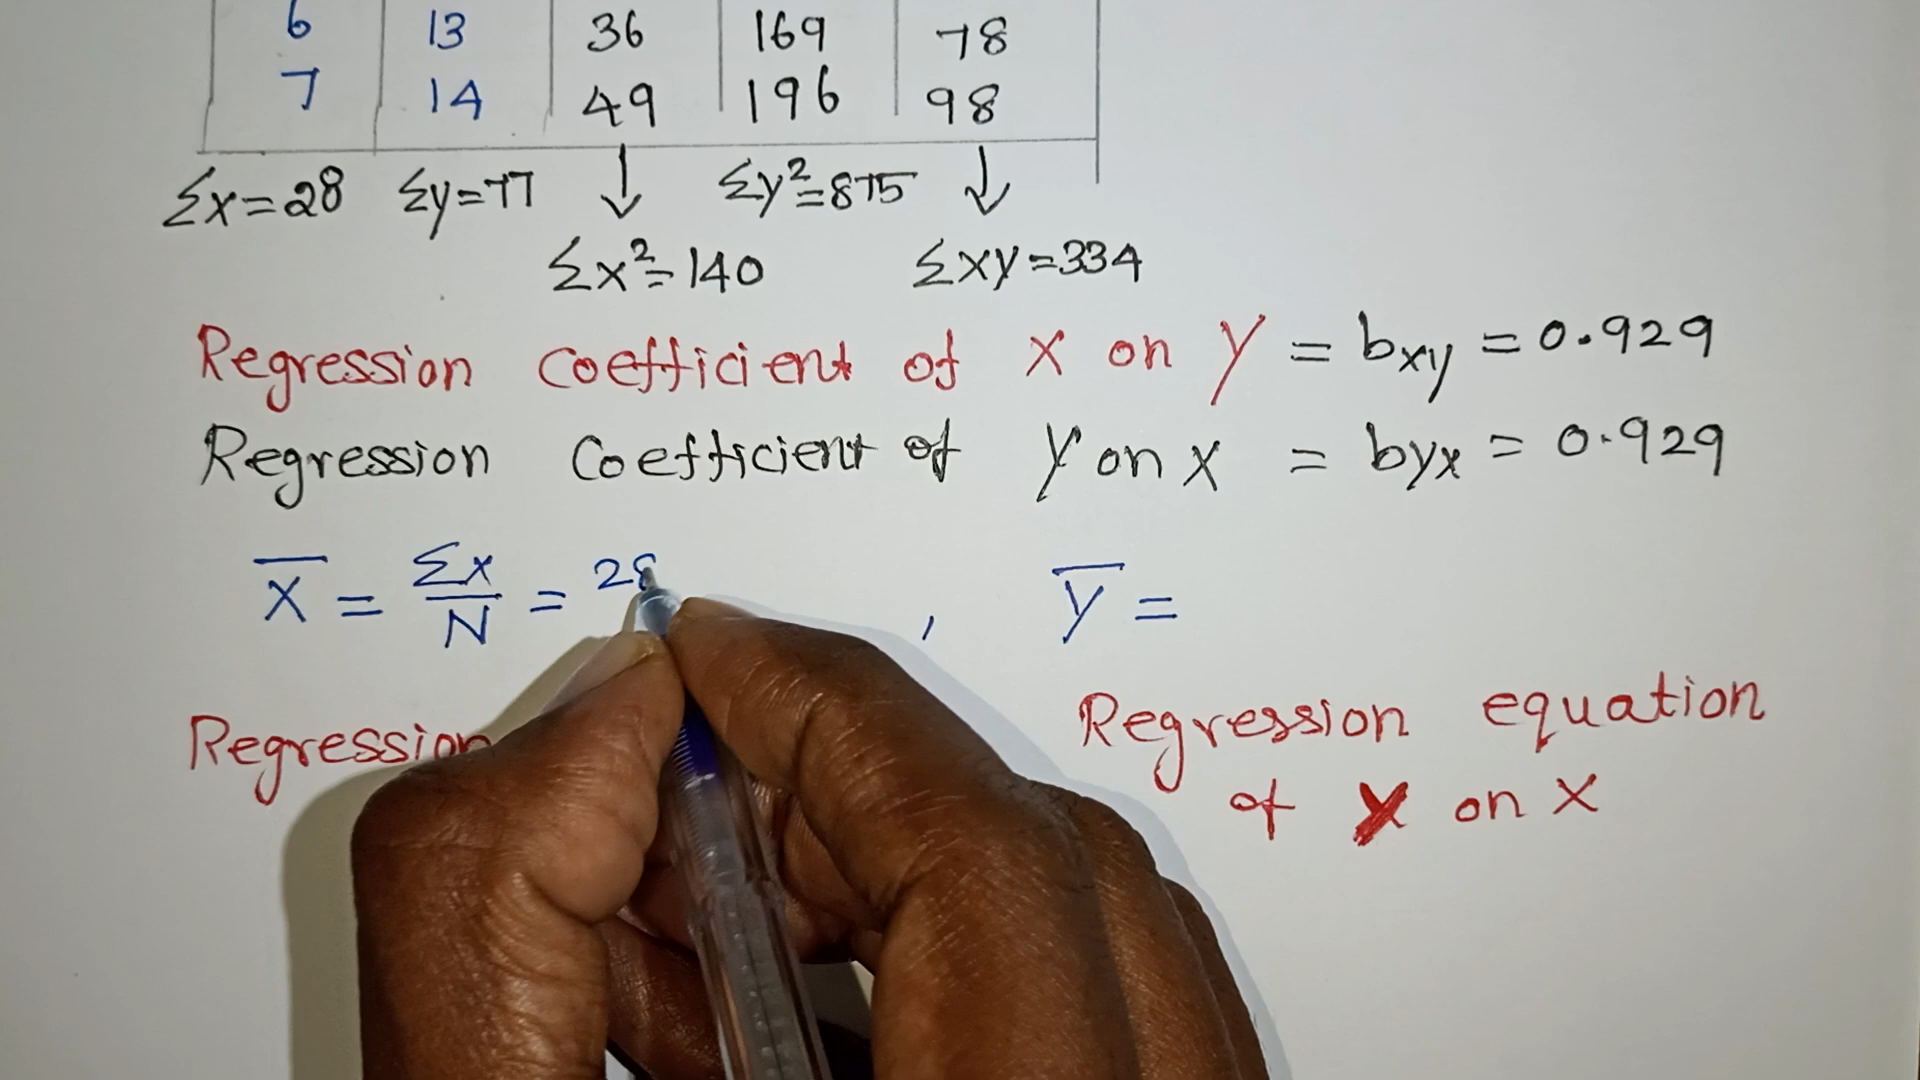 6 13 36 169 78
7 14 49 196 98
Σx=28 Σy=77 ↓ Σy²=875 ↓
Σx²=140 Σxy=334
Regression coefficient of X on Y = bxy = 0.929
Regression Coefficient of Y on X = byx = 0.929
X̅ = Σx/N = 28 , Y̅ =
Regression Regression equation
of Y on X